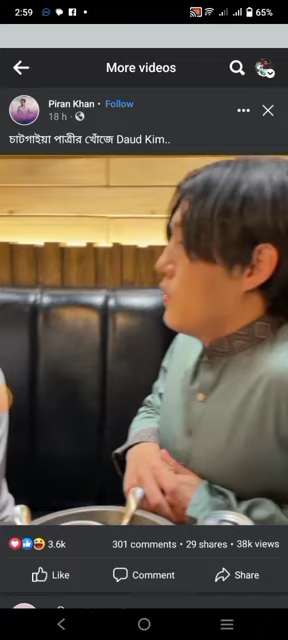 2:59
65%
More videos
Piran Khan • Follow
18 h
চাটগাইয়া পাত্রীর খোঁজে Daud Kim..
3.6k
301 comments • 29 shares • 38k views
Like
Comment
Share